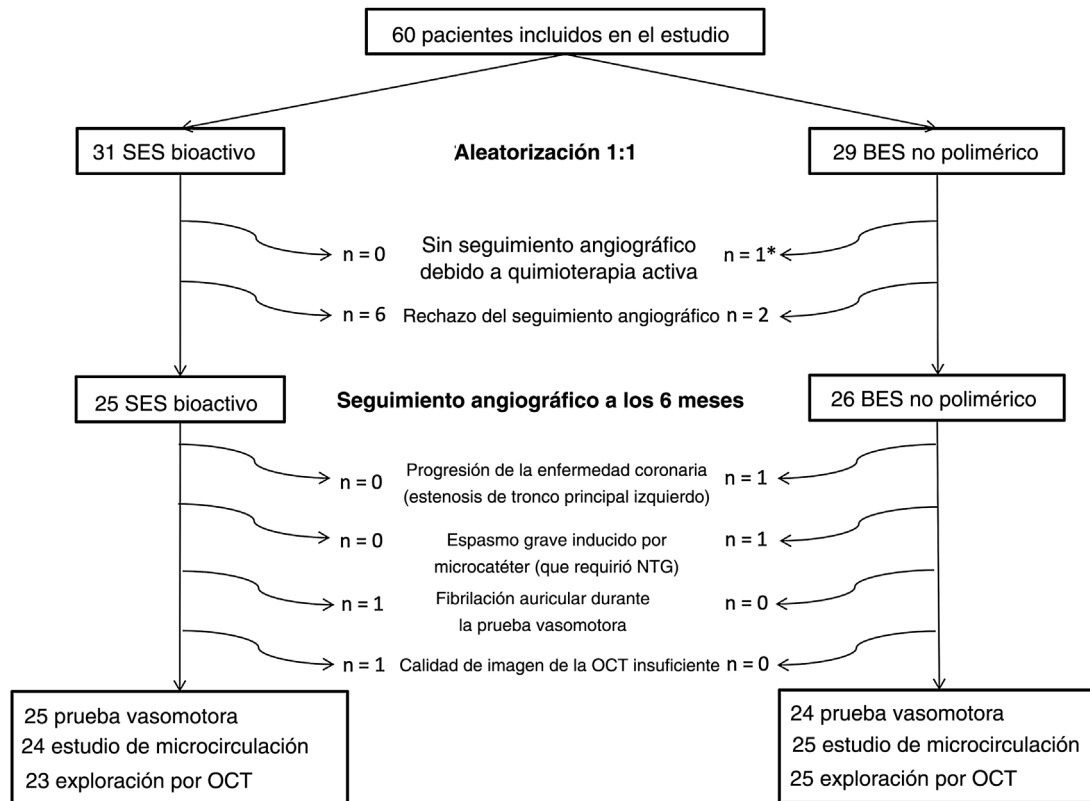 60 pacientes incluidos en el estudio
31 SES bioactivo
Aleatorización 1:1
29 BES no polimérico
n = 0
Sin seguimiento angiográfico
debido a quimioterapia activa
n = 1*
n = 6
Rechazo del seguimiento angiográfico
n = 2
25 SES bioactivo
Seguimiento angiográfico a los 6 meses
26 BES no polimérico
n = 0
Progresión de la enfermedad coronaria
(estenosis de tronco principal izquierdo)
n = 1
n = 0
Espasmo grave inducido por
microcatéter (que requirió NTG)
n = 1
n = 1
Fibrilación auricular durante
la prueba vasomotora
n = 0
n = 1
Calidad de imagen de la OCT insuficiente
n = 0
25 prueba vasomotora
24 estudio de microcirculación
23 exploración por OCT
24 prueba vasomotora
25 estudio de microcirculación
25 exploración por OCT